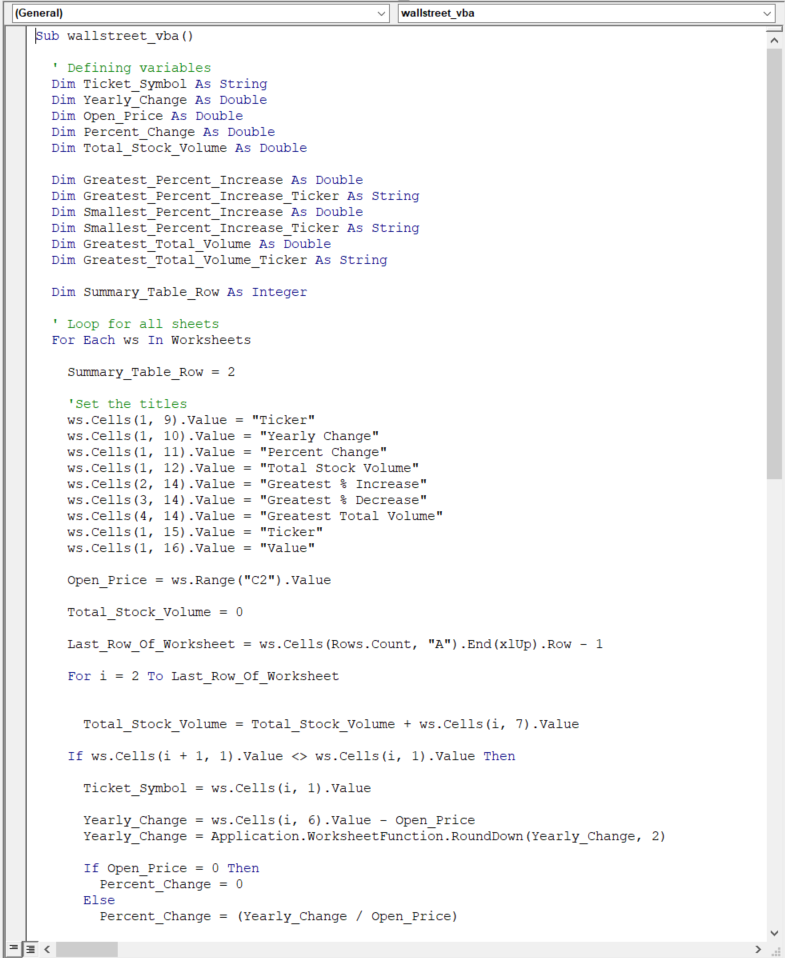 (General)
wallstreet_vba
Sub wallstreet_vba()
' Defining variables
Dim Ticket_Symbol As String
Dim Yearly_Change As Double
Dim Open_Price As Double
Dim Percent_Change As Double
Dim Total_Stock_Volume As Double
Dim Greatest_Percent_Increase As Double
Dim Greatest_Percent_Increase_Ticker As String
Dim Smallest_Percent_Increase As Double
Dim Smallest_Percent_Increase_Ticker As String
Dim Greatest_Total_Volume As Double
Dim Greatest_Total_Volume_Ticker As String
Dim Summary_Table_Row As Integer
' Loop for all sheets
For Each ws In Worksheets
Summary_Table_Row = 2
'Set the titles
ws.Cells(1, 9).Value = "Ticker"
ws.Cells(1, 10).Value = "Yearly Change"
ws.Cells(1, 11).Value = "Percent Change"
ws.Cells(1, 12).Value = "Total Stock Volume"
ws.Cells(2, 14).Value = "Greatest % Increase"
ws.Cells(3, 14).Value = "Greatest % Decrease"
ws.Cells(4, 14).Value = "Greatest Total Volume"
ws.Cells(1, 15).Value = "Ticker"
ws.Cells(1, 16).Value = "Value"
Open_Price = ws.Range("C2").Value
Total_Stock_Volume = 0
Last_Row_Of_Worksheet = ws.Cells(Rows.Count, "A").End(xlUp).Row - 1
For i = 2 To Last_Row_Of_Worksheet
Total_Stock_Volume = Total_Stock_Volume + ws.Cells(i, 7).Value
If ws.Cells(i + 1, 1).Value <> ws.Cells(i, 1).Value Then
Ticket_Symbol = ws.Cells(i, 1).Value
Yearly_Change = ws.Cells(i, 6).Value - Open_Price
Yearly_Change = Application.WorksheetFunction.RoundDown(Yearly_Change, 2)
If Open_Price = 0 Then
Percent_Change = 0
Else
Percent_Change = (Yearly_Change / Open_Price)